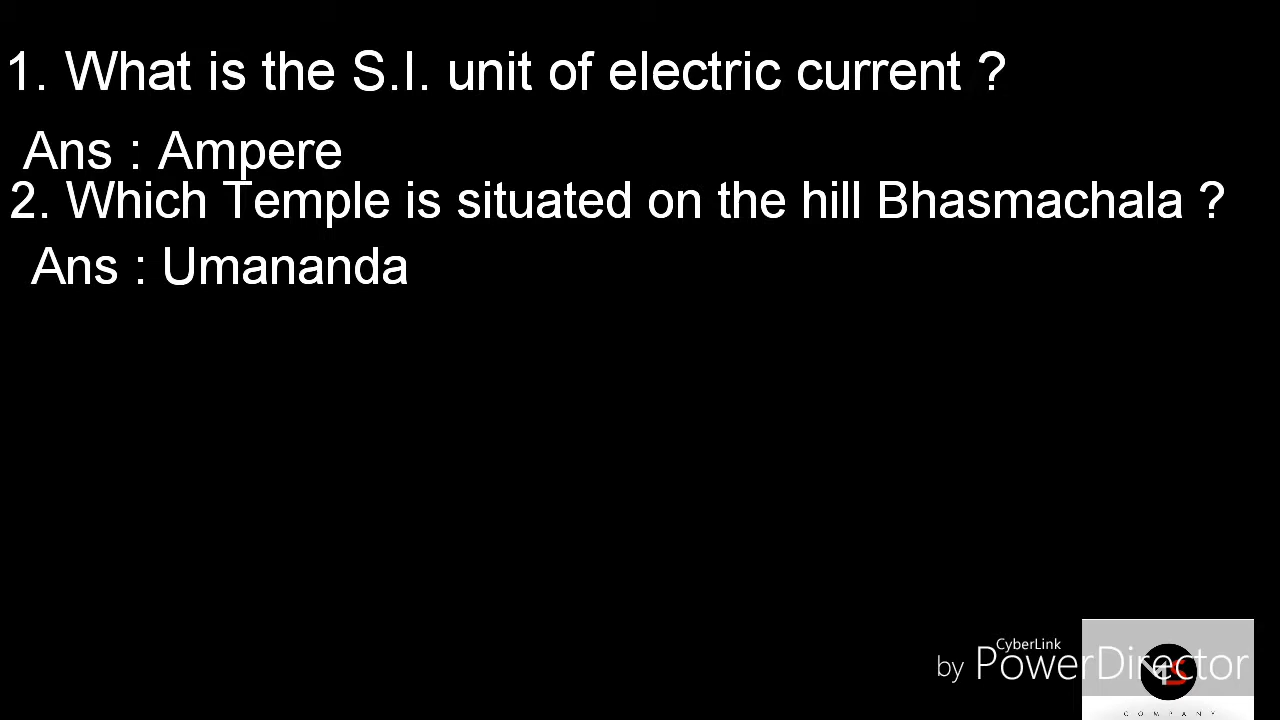 1. What is the S.I. unit of electric current ?
Ans : Ampere
2. Which Temple is situated on the hill Bhasmachala ?
Ans : Umananda
CyberLink
by PowerDirector
COMPANY